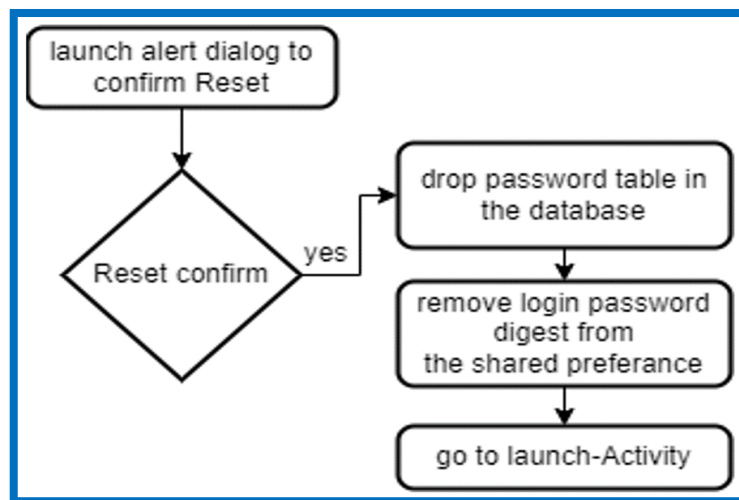 launch alert dialog to
confirm Reset
Reset confirm
yes
drop password table in
the database
remove login password
digest from
the shared preferance
go to launch-Activity